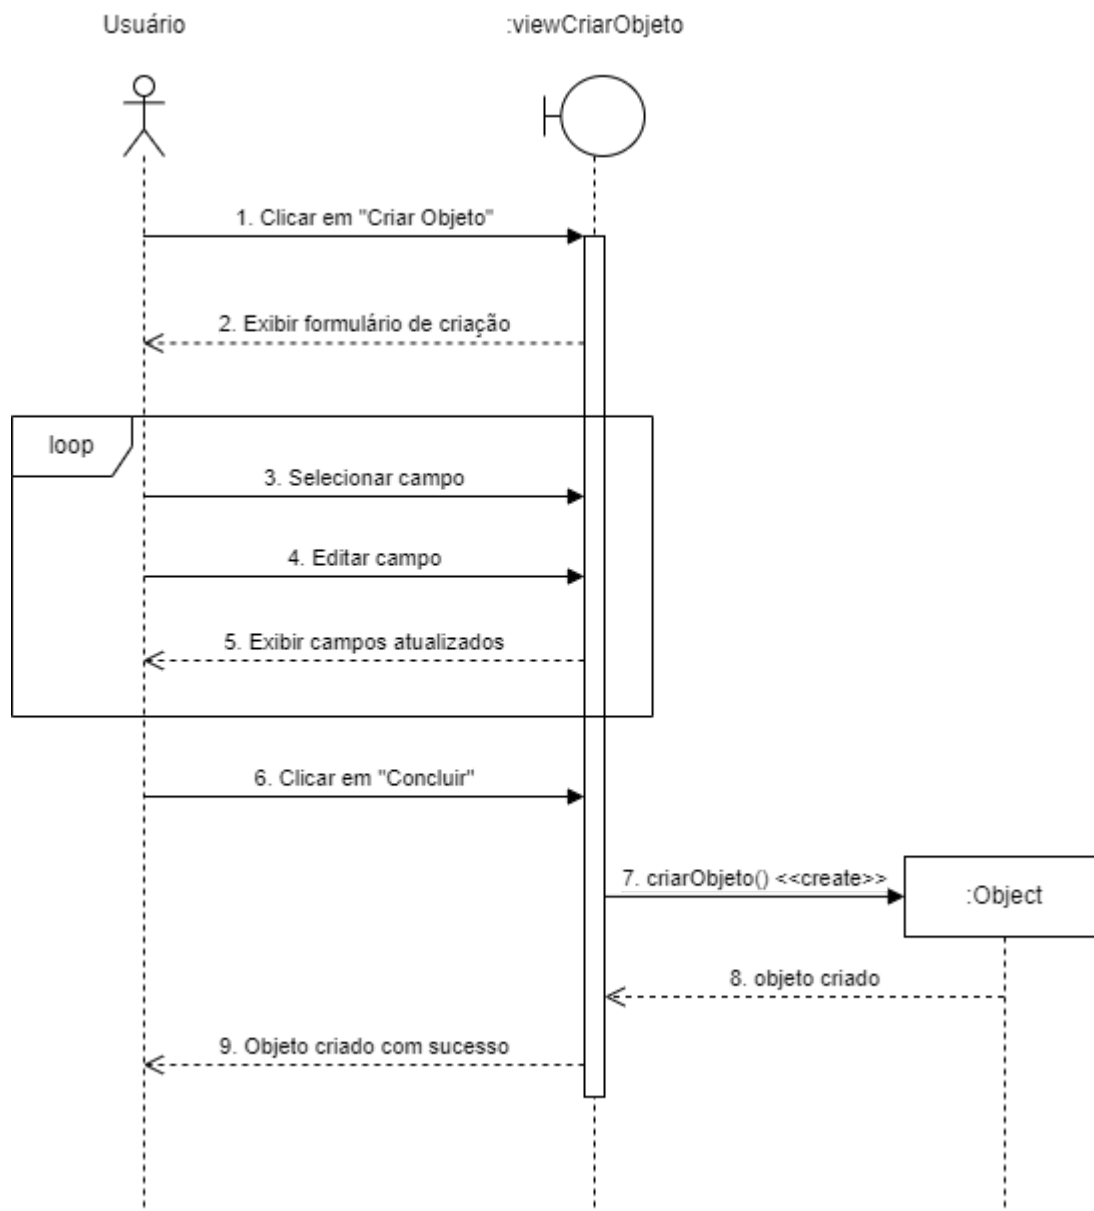 Usuário
:viewCriarObjeto
1. Clicar em "Criar Objeto"
2. Exibir formulário de criação
loop
3. Selecionar campo
4. Editar campo
5. Exibir campos atualizados
6. Clicar em "Concluir"
7. criarObjeto() <<create>>
:Object
8. objeto criado
9. Objeto criado com sucesso